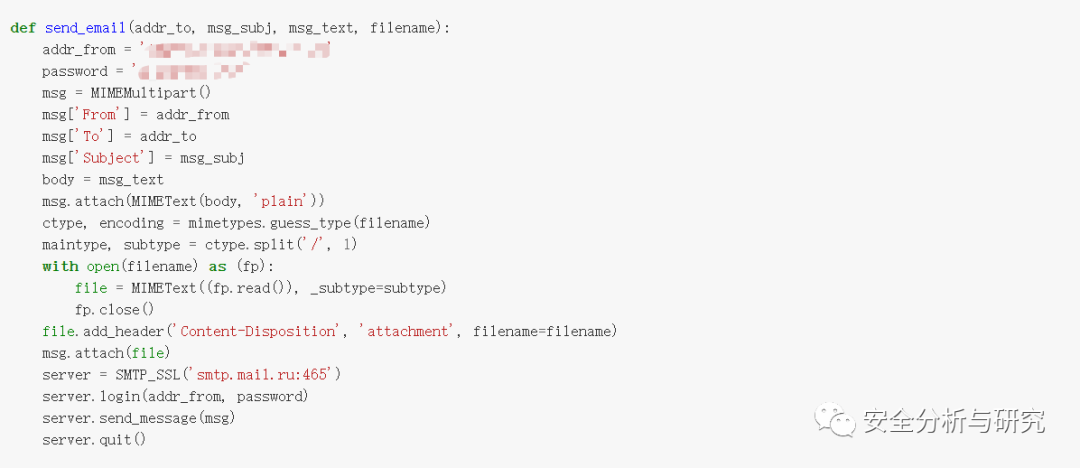 def send_email(addr_to, msg_subj, msg_text, filename):
    addr_from = '
    password = '
    msg = MIMEMultipart()
    msg['From'] = addr_from
    msg['To'] = addr_to
    msg['Subject'] = msg_subj
    body = msg_text
    msg.attach(MIMEText(body, 'plain'))
    ctype, encoding = mimetypes.guess_type(filename)
    maintype, subtype = ctype.split('/', 1)
    with open(filename) as (fp):
        file = MIMEText((fp.read()), _subtype=subtype)
        fp.close()
    file.add_header('Content-Disposition', 'attachment', filename=filename)
    msg.attach(file)
    server = SMTP_SSL('smtp.mail.ru:465')
    server.login(addr_from, password)
    server.send_message(msg)
    server.quit()
安全分析与研究